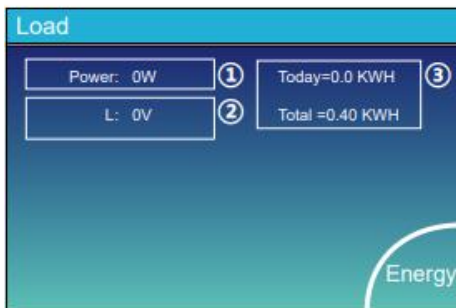 Load
Power: 0W ①
L: 0V ②
Today=0.0 KWH ③
Total =0.40 KWH
Energy